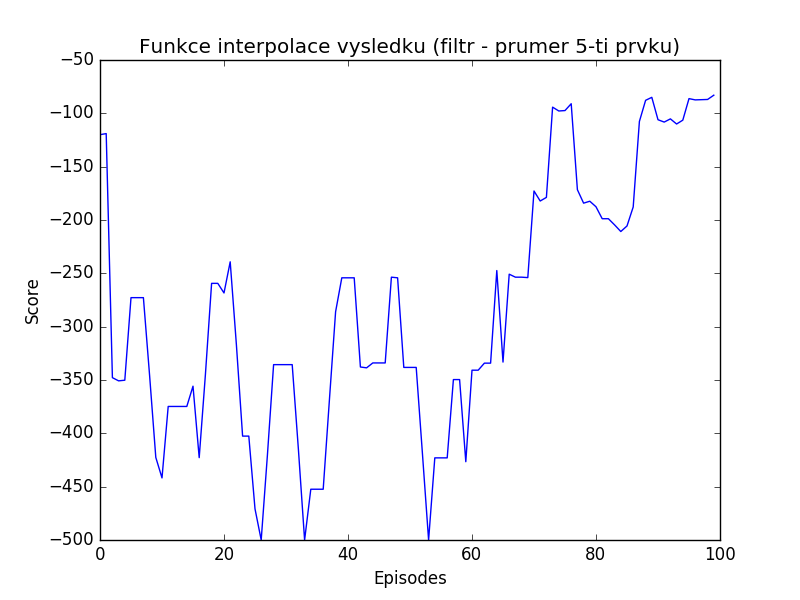 Funkce interpolace vysledku (filtr - prumer 5-ti prvku)
−50
−100
−150
−200
−250
−300
−350
−400
−450
−500
Score
0 20 40 60 80 100
Episodes